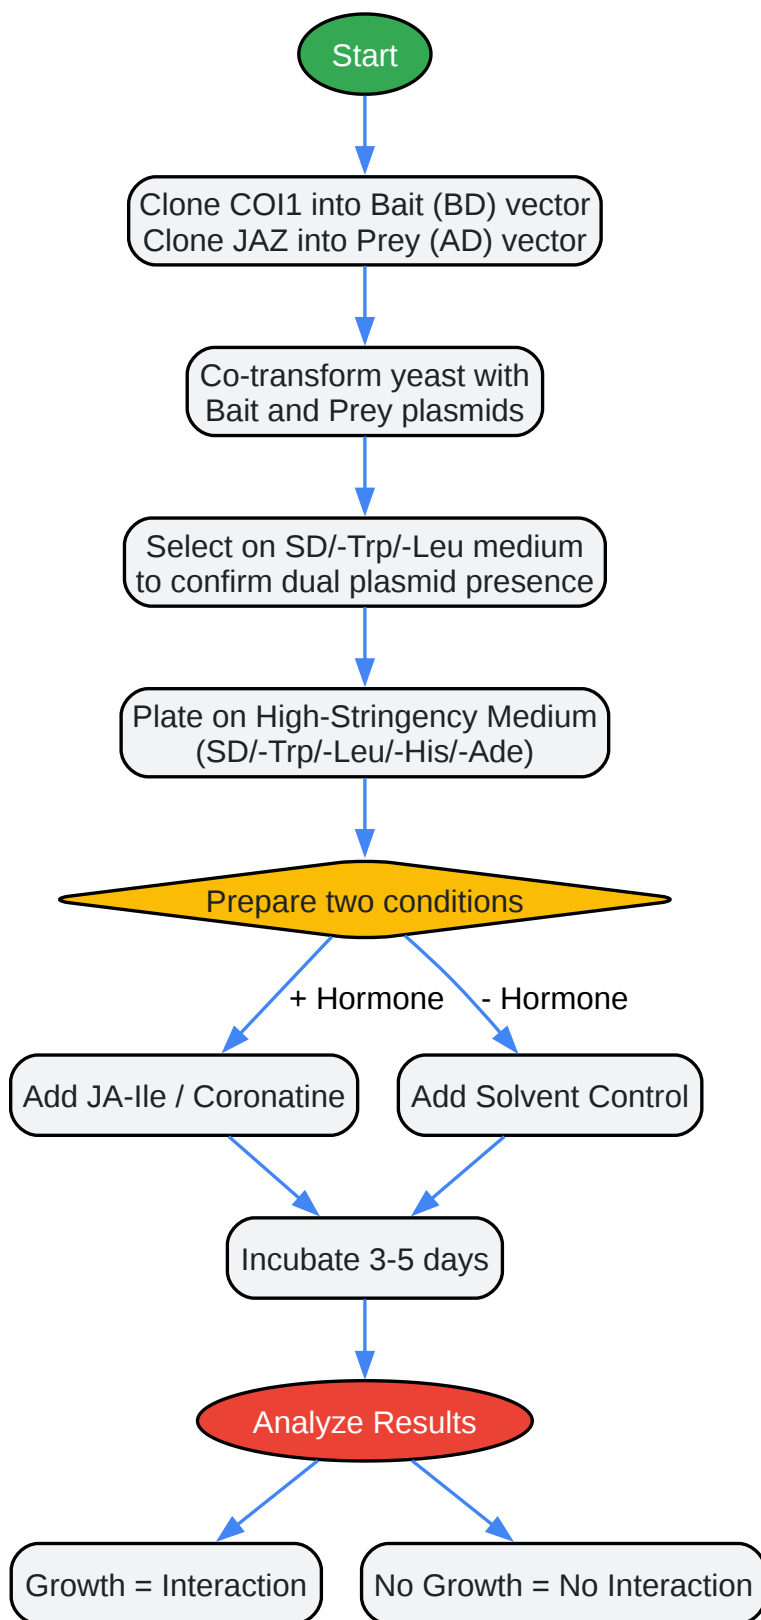 Start
Clone COI1 into Bait (BD) vector
Clone JAZ into Prey (AD) vector
Co-transform yeast with
Bait and Prey plasmids
Select on SD/-Trp/-Leu medium
to confirm dual plasmid presence
Plate on High-Stringency Medium
(SD/-Trp/-Leu/-His/-Ade)
Prepare two conditions
+ Hormone
- Hormone
Add JA-Ile / Coronatine
Add Solvent Control
Incubate 3-5 days
Analyze Results
Growth = Interaction
No Growth = No Interaction